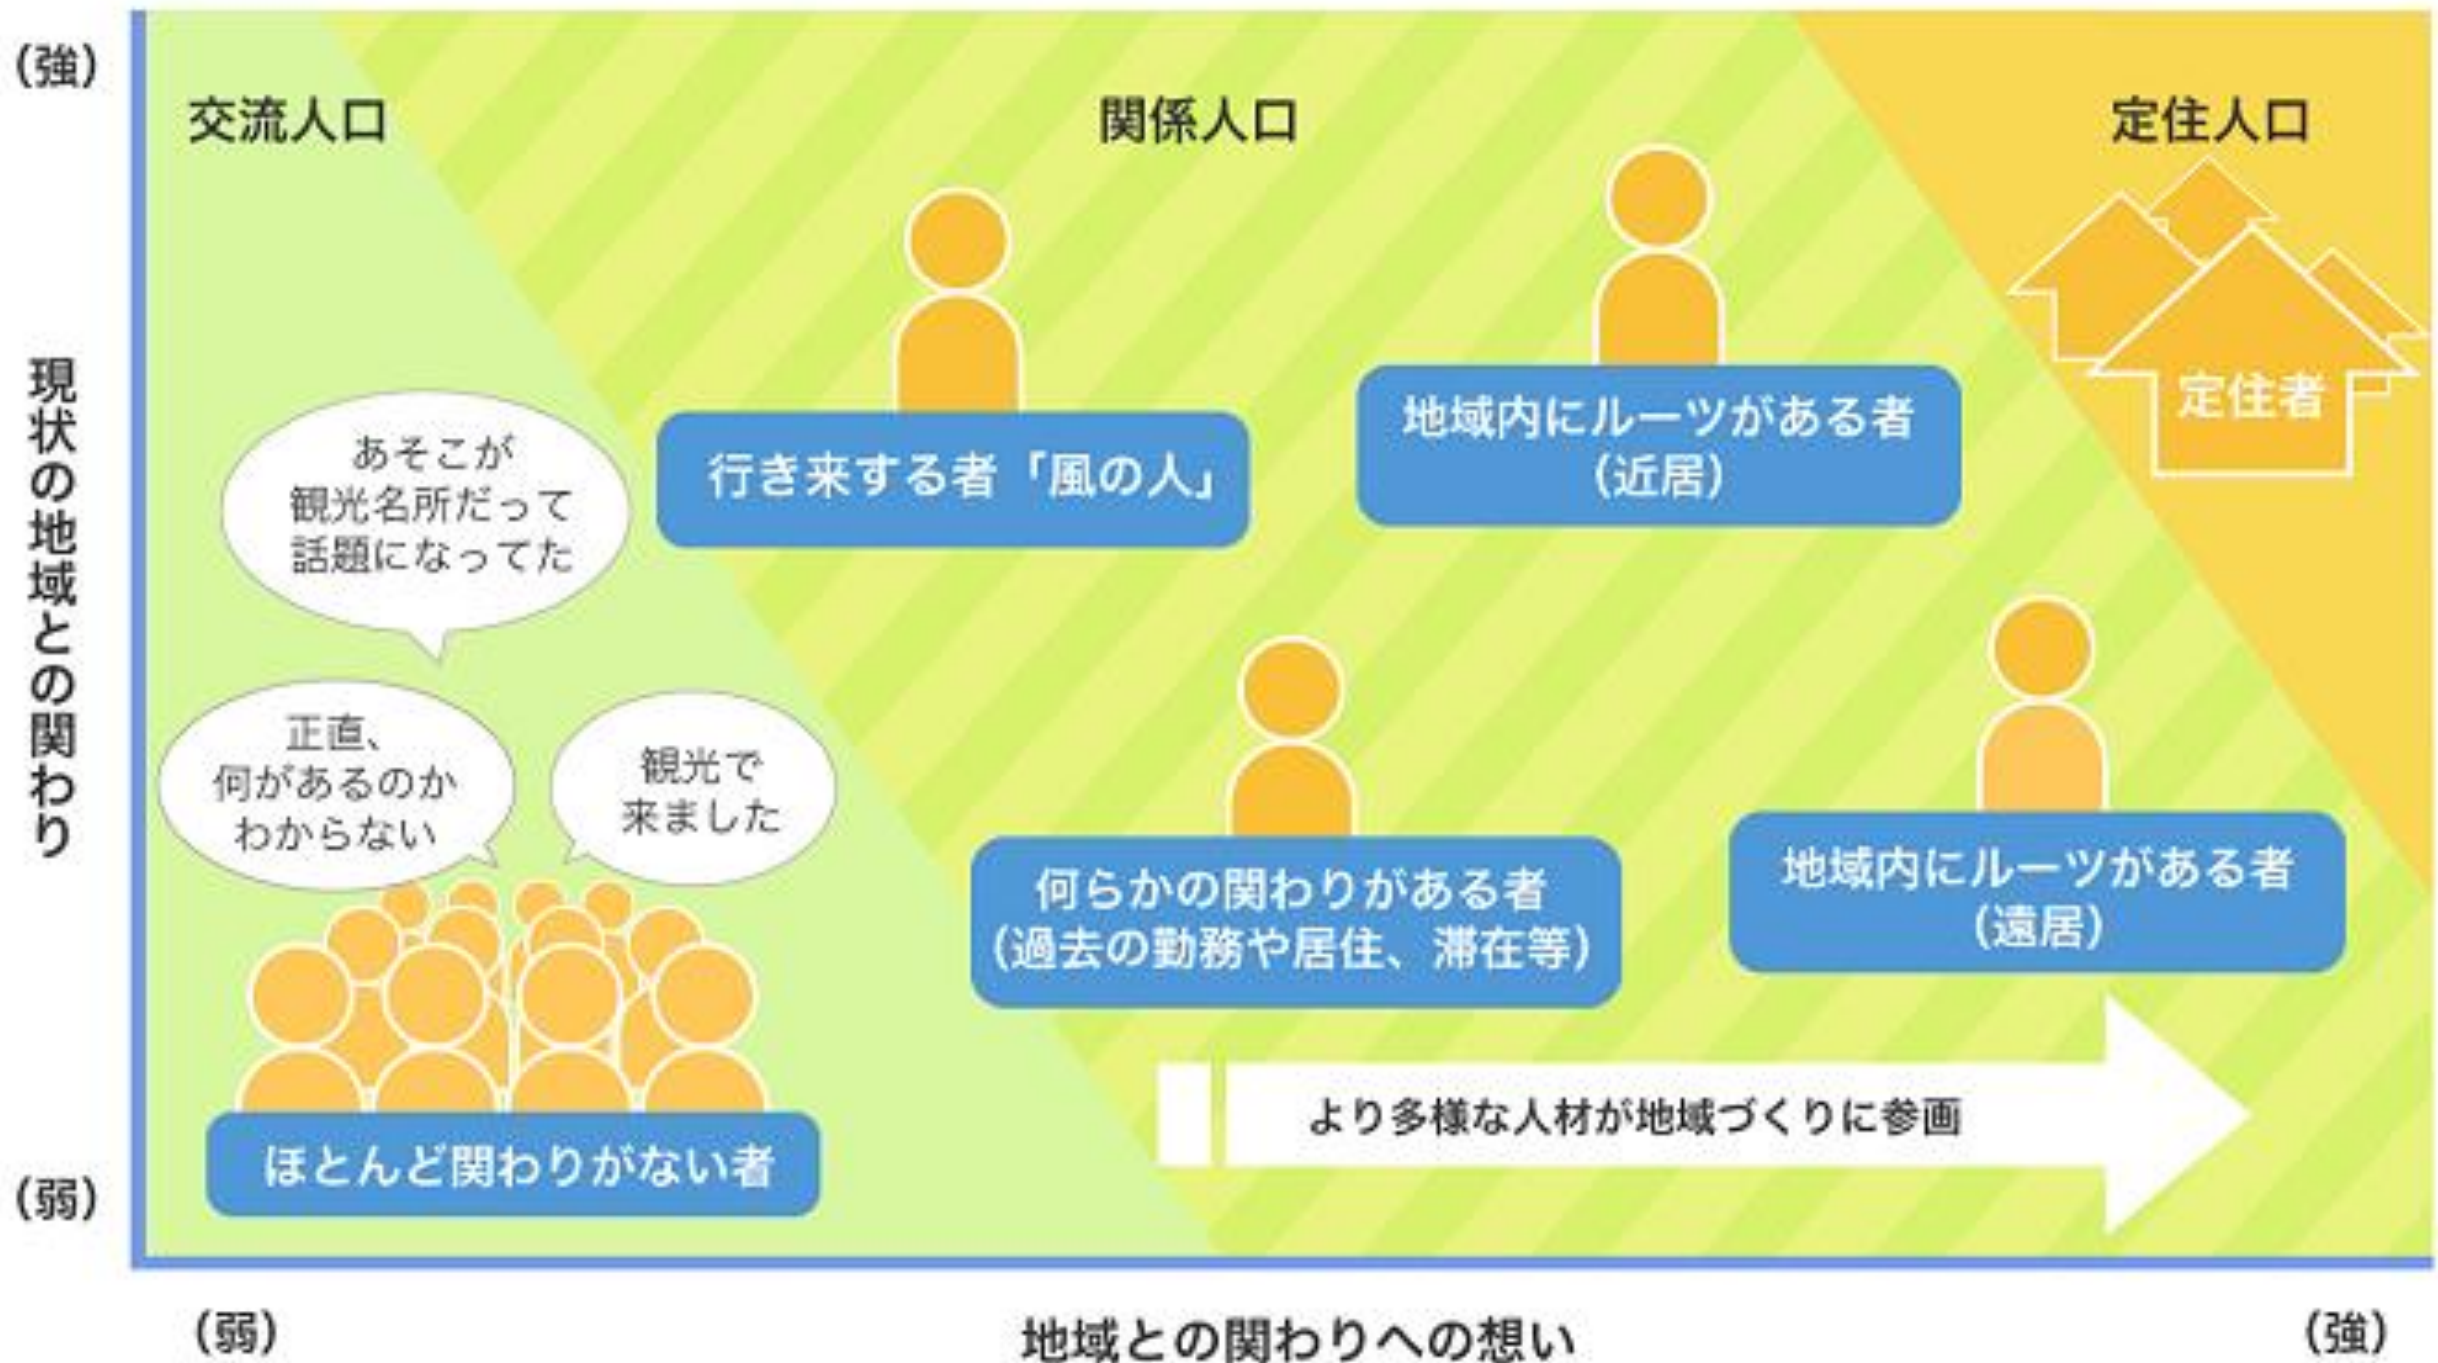 （強）
交流人口
関係人口
定住人口
現状の地域との関わり
あそこが
観光名所だって
話題になってた
行き来する者「風の人」
地域内にルーツがある者
（近居）
定住者
正直、
何があるのか
わからない
観光で
来ました
何らかの関わりがある者
（過去の勤務や居住、滞在等）
地域内にルーツがある者
（遠居）
より多様な人材が地域づくりに参画
ほとんど関わりがない者
（弱）
（弱）
地域との関わりへの想い
（強）